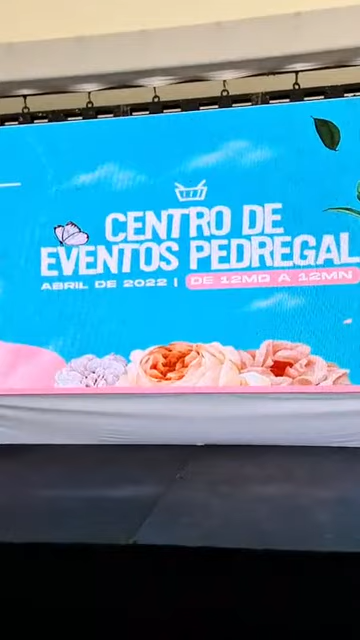 CENTRO DE
EVENTOS PEDREGAL
ABRIL DE 2022 | DE 12MD A 12MN